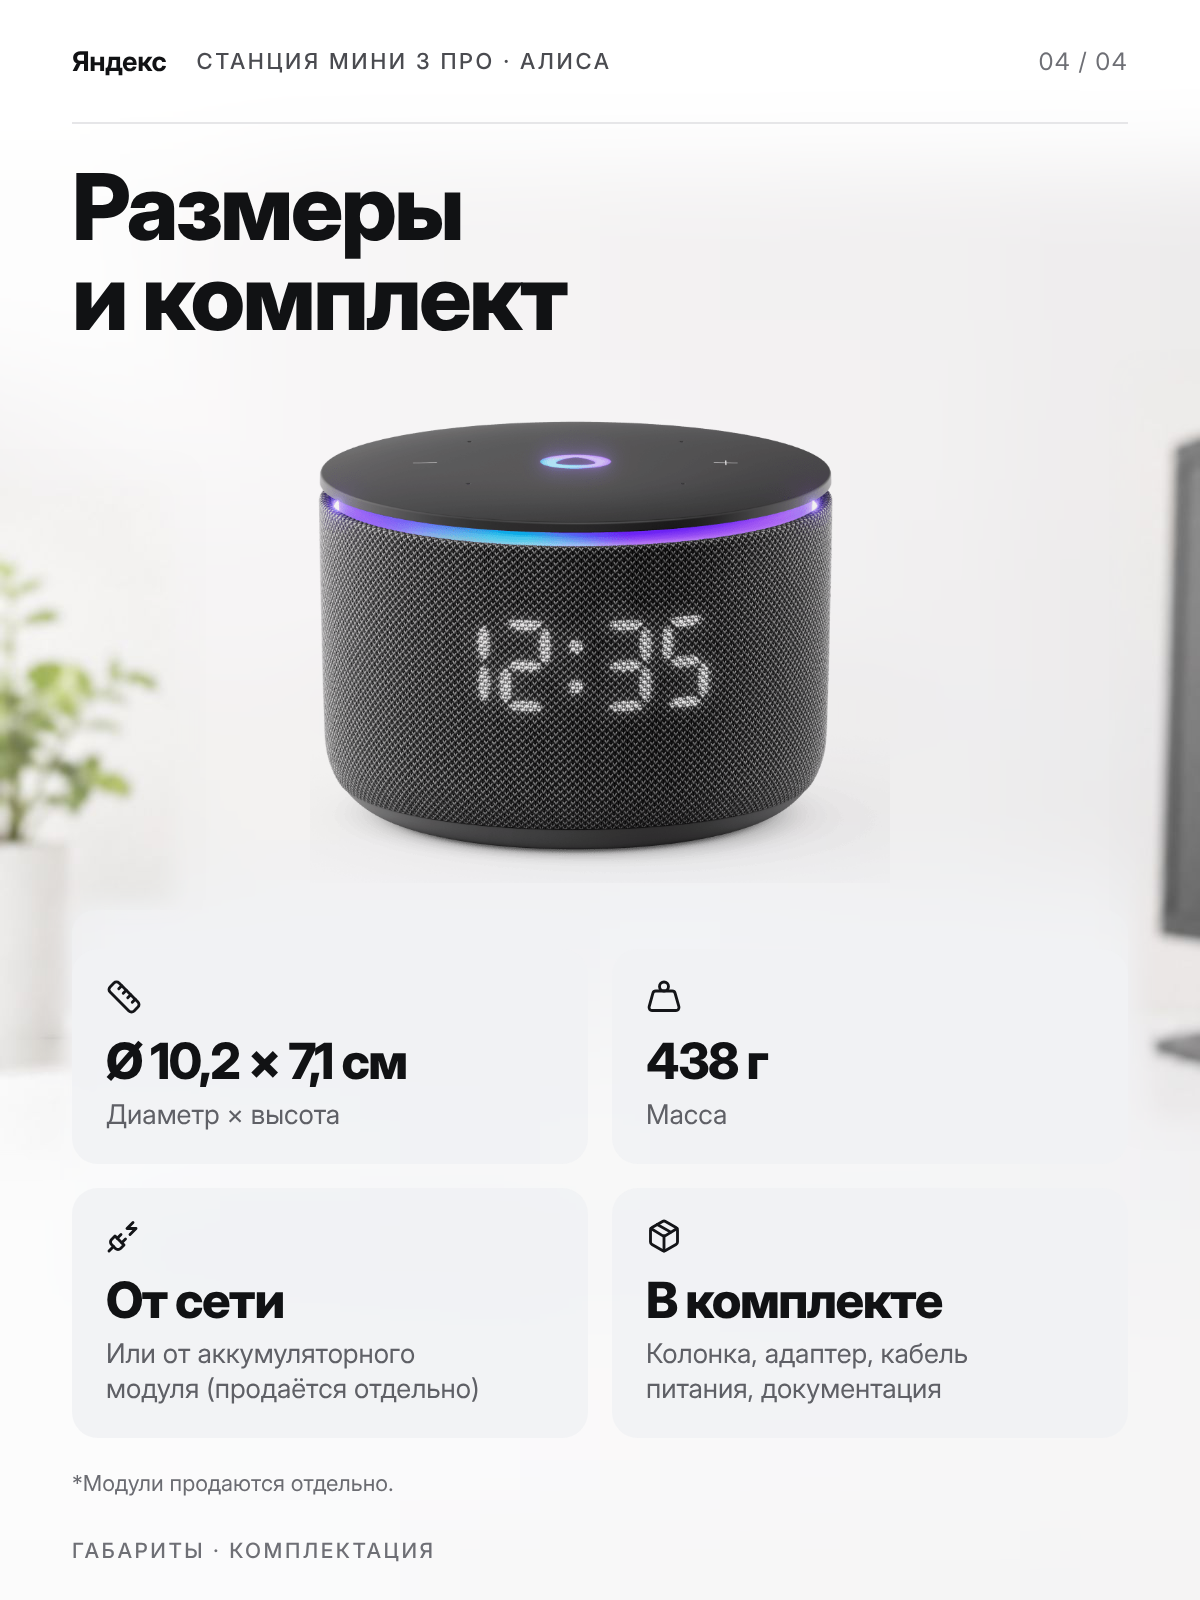 Яндекс СТАНЦИЯ МИНИ 3 ПРО · АЛИСА 04 / 04
Размеры
и комплект
12:35
Ø 10,2 × 7,1 см
Диаметр × высота
438 г
Масса
От сети
Или от аккумуляторного
модуля (продаётся отдельно)
В комплекте
Колонка, адаптер, кабель
питания, документация
*Модули продаются отдельно.
ГАБАРИТЫ · КОМПЛЕКТАЦИЯ